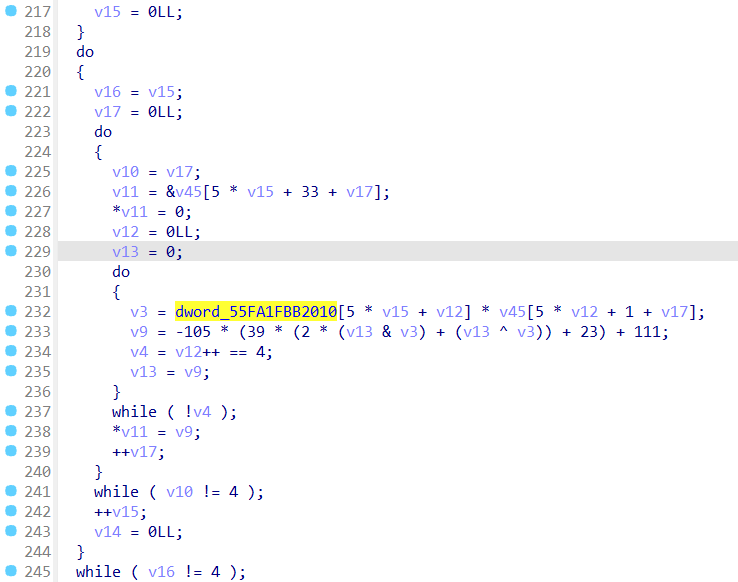 217 v15 = 0LL;
218 }
219 do
220 {
221 v16 = v15;
222 v17 = 0LL;
223 do
224 {
225 v10 = v17;
226 v11 = &v45[5 * v15 + 33 + v17];
227 *v11 = 0;
228 v12 = 0LL;
229 v13 = 0;
230 do
231 {
232 v3 = dword_55FA1FBB2010[5 * v15 + v12] * v45[5 * v12 + 1 + v17];
233 v9 = -105 * (39 * (2 * (v13 & v3) + (v13 ^ v3)) + 23) + 111;
234 v4 = v12++ == 4;
235 v13 = v9;
236 }
237 while ( !v4 );
238 *v11 = v9;
239 ++v17;
240 }
241 while ( v10 != 4 );
242 ++v15;
243 v14 = 0LL;
244 }
245 while ( v16 != 4 );